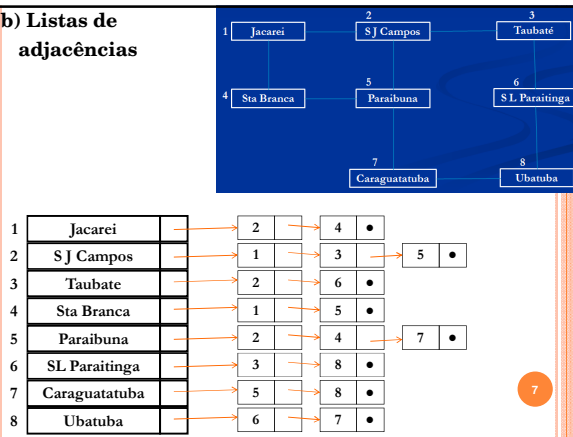 b) Listas de
adjacências
1 Jacarei 2 S J Campos 3 Taubaté
4 Sta Branca 5 Paraibuna 6 S L Paraitinga
7 Caraguatatuba 8 Ubatuba
1 Jacarei 2 4 •
2 S J Campos 1 3 5 •
3 Taubate 2 6 •
4 Sta Branca 1 5 •
5 Paraibuna 2 4 7 •
6 SL Paraitinga 3 8 •
7 Caraguatatuba 5 8 •
8 Ubatuba 6 7 •
7